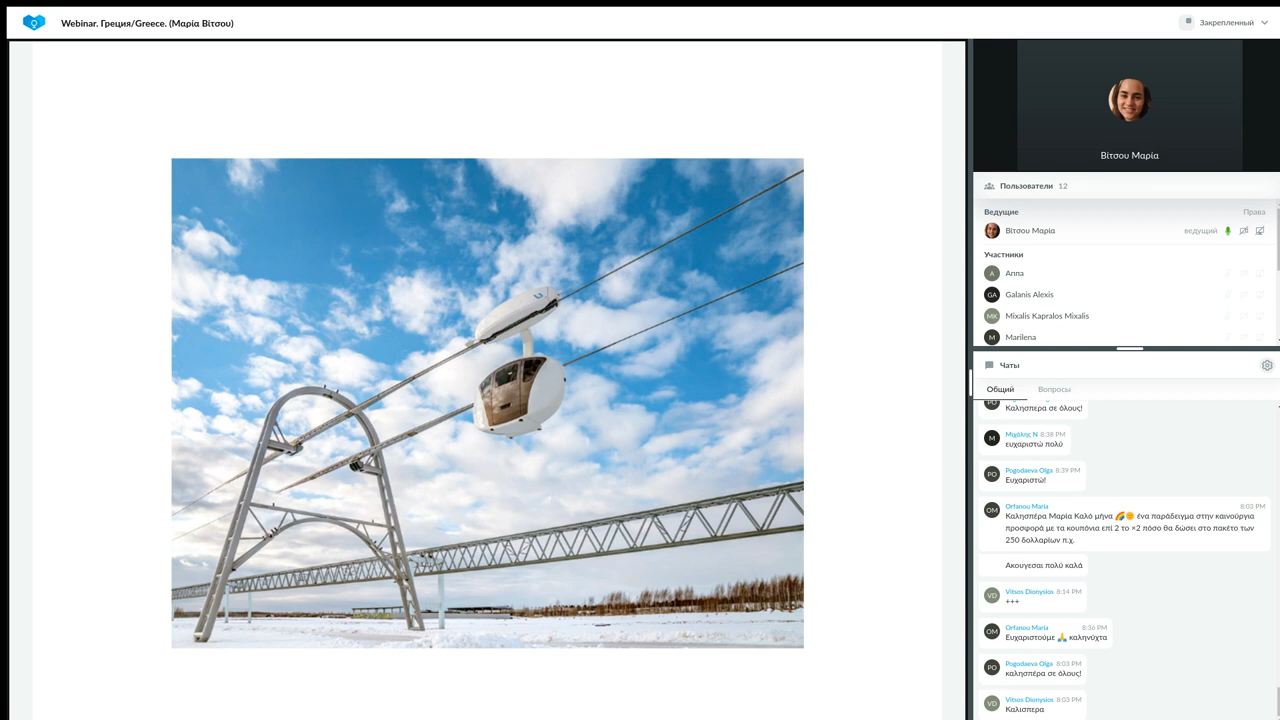 Webinar. Греция/Greece. (Μαρία Βίτσου)
Закрепленный
Βίτσου Μαρία
Пользователи 12
Ведущие Права
Βίτσου Μαρία ведущий
Участники
A Anna
GA Galanis Alexis
MK Mixalis Kapralos Mixalis
M Marilena
Чаты
Общий Вопросы
Καλησπερα σε όλους!
M Μιχάλης Ν 8:38 PM
ευχαριστώ πολύ
PO Pogodaeva Olga 8:39 PM
Ευχαριστώ!
OM Orfanou Maria 8:03 PM
Καλησπέρα Μαρία Καλό μήνα 🌈🌞 ένα παράδειγμα στην καινούργια
προσφορά με τα κουπόνια επί 2 το ×2 πόσο θα δώσει στο πακέτο των
250 δολλαρίων π.χ.
Ακουγεσαι πολύ καλά
VD Vitsos Dionysios 8:14 PM
+++
OM Orfanou Maria 8:36 PM
Ευχαριστούμε 🙏 καληνύχτα
PO Pogodaeva Olga 8:03 PM
καλησπέρα σε όλους!
VD Vitsos Dionysios 8:03 PM
Καλισπερα